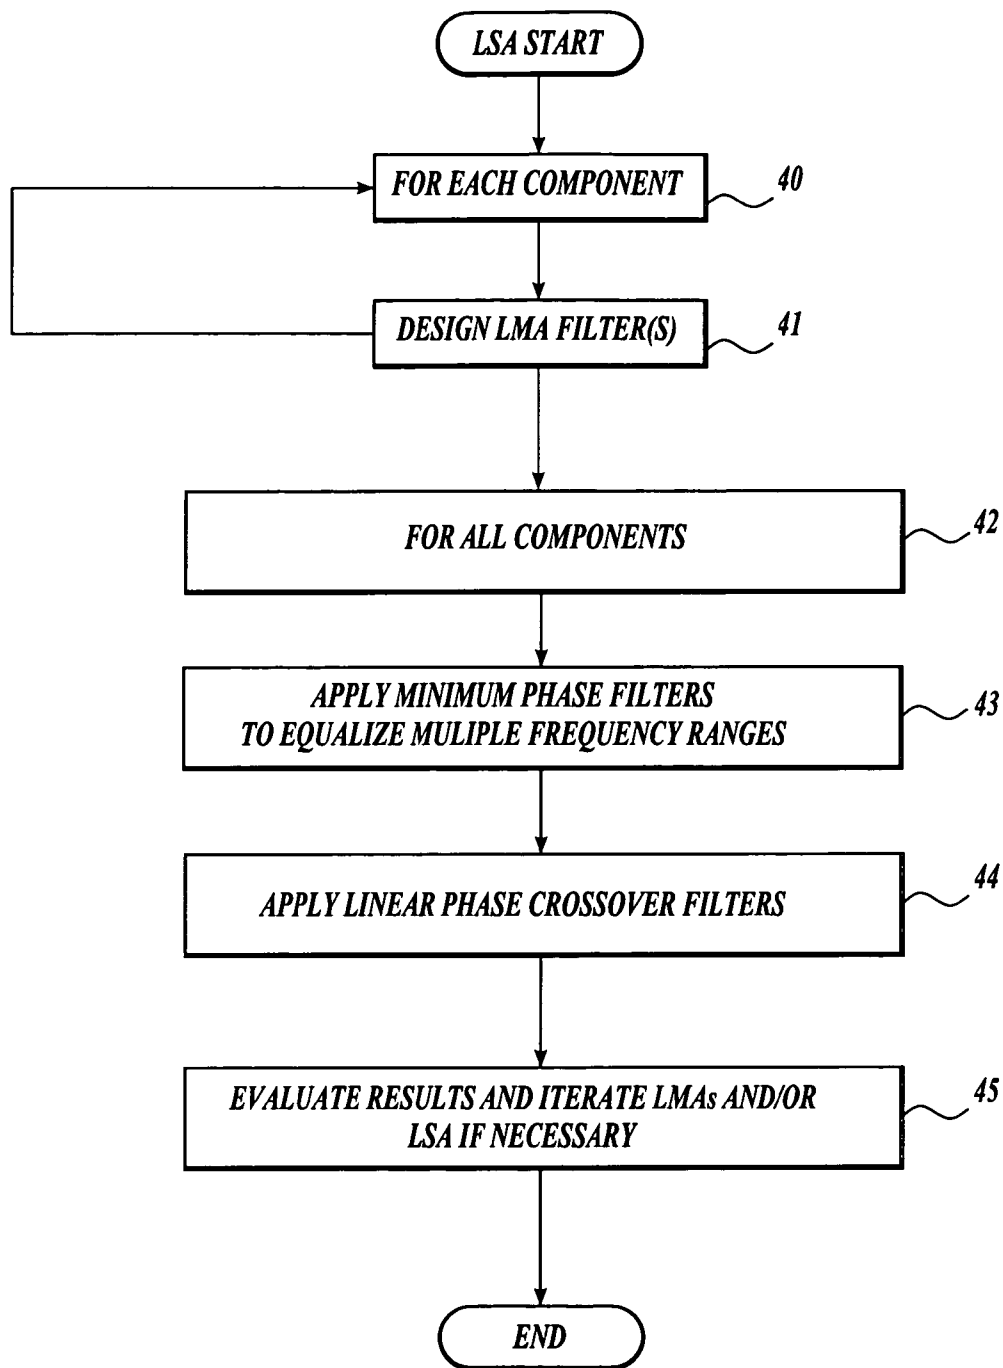 LSA START
FOR EACH COMPONENT
40
DESIGN LMA FILTER(S)
41
FOR ALL COMPONENTS
42
APPLY MINIMUM PHASE FILTERS
TO EQUALIZE MULIPLE FREQUENCY RANGES
43
APPLY LINEAR PHASE CROSSOVER FILTERS
44
EVALUATE RESULTS AND ITERATE LMAs AND/OR
LSA IF NECESSARY
45
END